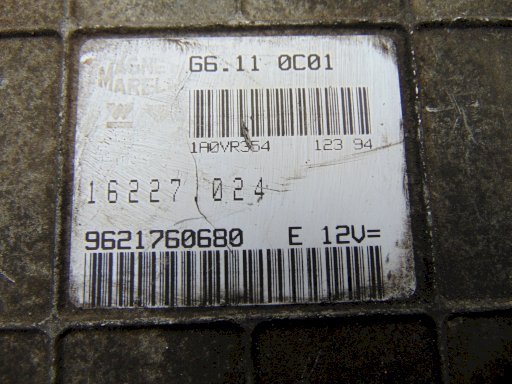 G6.11 0C01
MAGNETI
MARELLI
1A0VR354 123 94
16227 024
9621760680 E 12V=